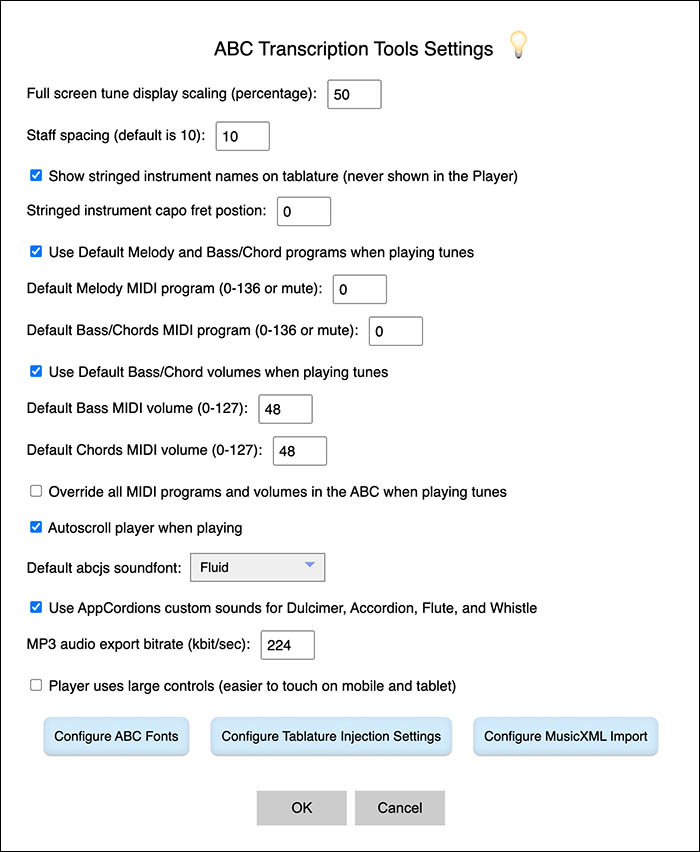 ABC Transcription Tools Settings
Full screen tune display scaling (percentage): 50
Staff spacing (default is 10): 10
Show stringed instrument names on tablature (never shown in the Player)
Stringed instrument capo fret postion: 0
Use Default Melody and Bass/Chord programs when playing tunes
Default Melody MIDI program (0-136 or mute): 0
Default Bass/Chords MIDI program (0-136 or mute): 0
Use Default Bass/Chord volumes when playing tunes
Default Bass MIDI volume (0-127): 48
Default Chords MIDI volume (0-127): 48
Override all MIDI programs and volumes in the ABC when playing tunes
Autoscroll player when playing
Default abcjs soundfont: Fluid
Use AppCordions custom sounds for Dulcimer, Accordion, Flute, and Whistle
MP3 audio export bitrate (kbit/sec): 224
Player uses large controls (easier to touch on mobile and tablet)
Configure ABC Fonts Configure Tablature Injection Settings Configure MusicXML Import
OK Cancel